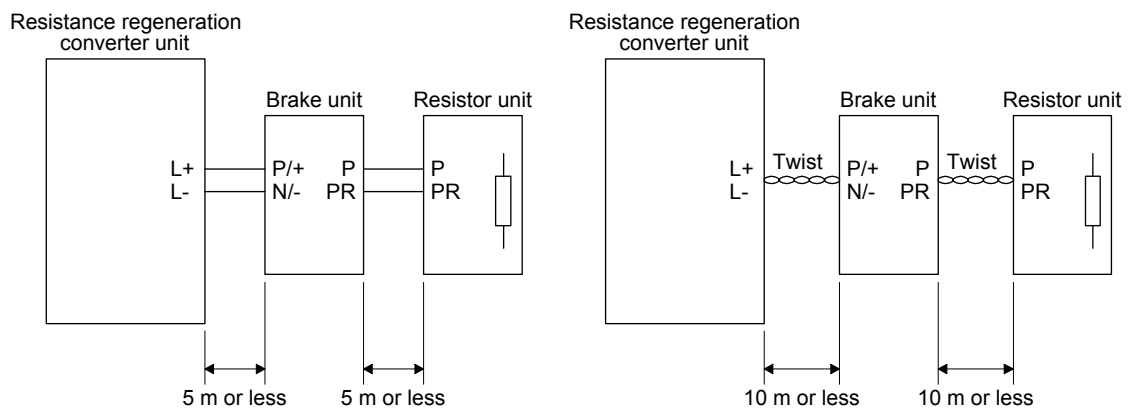 Resistance regeneration
converter unit
Brake unit
Resistor unit
L+
P/+
P
P
L-
N/-
PR
PR
5 m or less
5 m or less
Resistance regeneration
converter unit
Brake unit
Resistor unit
Twist
Twist
L+
P/+
P
P
L-
N/-
PR
PR
10 m or less
10 m or less